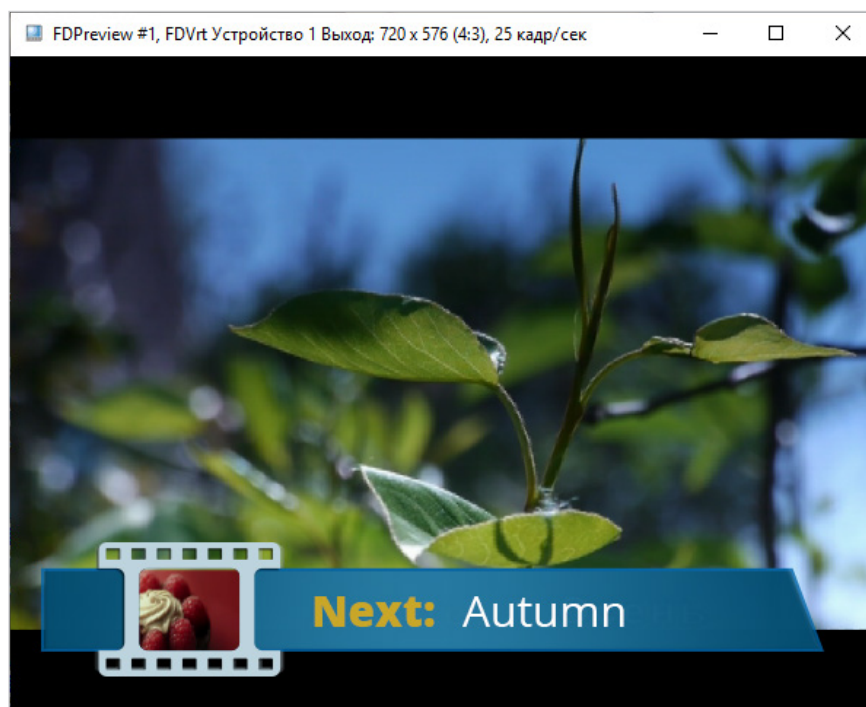 FDPreview #1, FDVrt Устройство 1 Выход: 720 x 576 (4:3), 25 кадр/сек
Next: Autumn